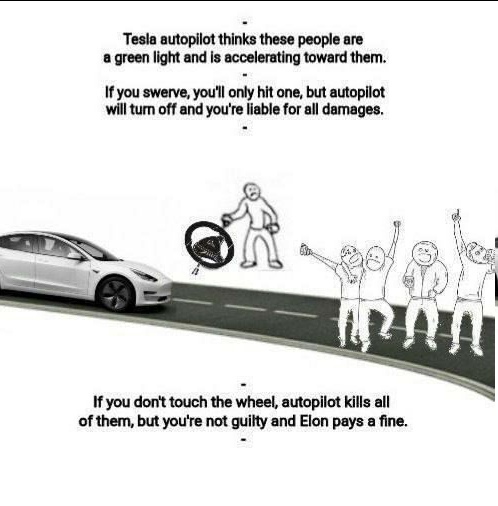 -
Tesla autopilot thinks these people are
a green light and is accelerating toward them.
-
If you swerve, you'll only hit one, but autopilot
will turn off and you're liable for all damages.
-
-
If you don't touch the wheel, autopilot kills all
of them, but you're not guilty and Elon pays a fine.
-